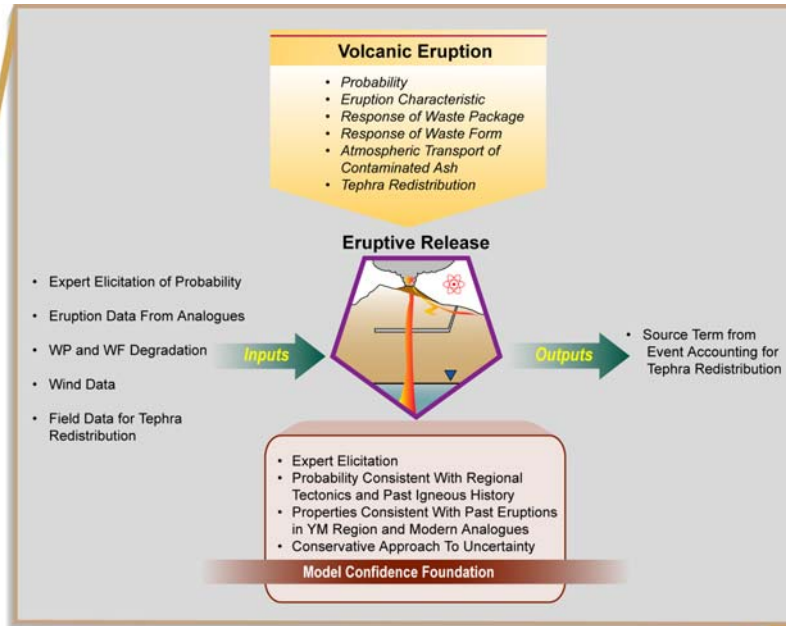 Volcanic Eruption
• Probability
• Eruption Characteristic
• Response of Waste Package
• Response of Waste Form
• Atmospheric Transport of
Contaminated Ash
• Tephra Redistribution
Eruptive Release
• Expert Elicitation of Probability
• Eruption Data From Analogues
• WP and WF Degradation
• Wind Data
• Field Data for Tephra
Redistribution
Inputs
Outputs
• Source Term from
Event Accounting for
Tephra Redistribution
• Expert Elicitation
• Probability Consistent With Regional
Tectonics and Past Igneous History
• Properties Consistent With Past Eruptions
in YM Region and Modern Analogues
• Conservative Approach To Uncertainty
Model Confidence Foundation